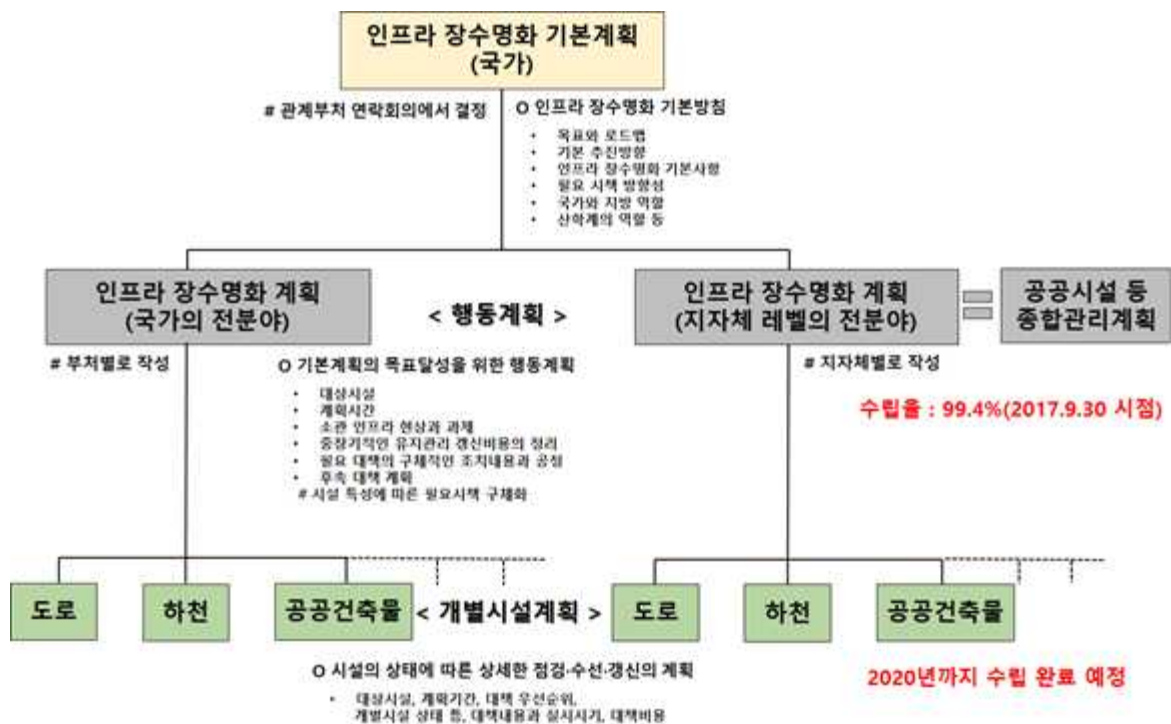 인프라 장수명화 기본계획
(국가)
# 관계부처 연락회의에서 결정
O 인프라 장수명화 기본방침
• 목표와 로드맵
• 기본 추진방향
• 인프라 장수명화 기본사항
• 필요 시책 방향성
• 국가와 지방 역할
• 산학계의 역할 등
인프라 장수명화 계획
(국가의 전분야)
< 행동계획 >
인프라 장수명화 계획
(지자체 레벨의 전분야)
공공시설 등
종합관리계획
# 부처별로 작성
O 기본계획의 목표달성을 위한 행동계획
• 대상시설
• 계획시간
• 소관 인프라 현상과 과제
• 중장기적인 유지관리 갱신비용의 정리
• 필요 대책의 구체적인 조치내용과 공정
• 후속 대책 계획
# 시설 특성에 따른 필요시책 구체화
# 지자체별로 작성
수립율 : 99.4%(2017.9.30 시점)
도로
하천
공공건축물
< 개별시설계획 >
도로
하천
공공건축물
O 시설의 상태에 따른 상세한 점검·수선·갱신의 계획
• 대상시설, 계획기간, 대책 우선순위,
개별시설 상태 등, 대책내용과 실시시기, 대책비용
2020년까지 수립 완료 예정